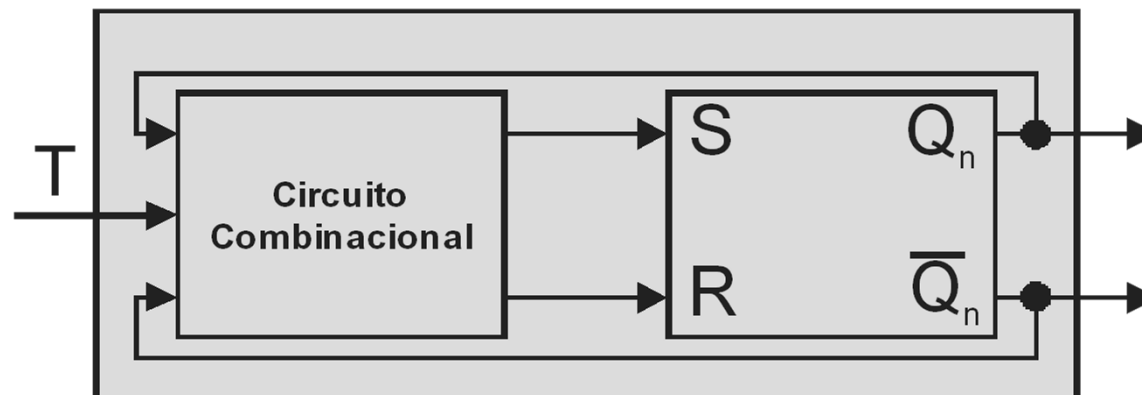 T
Circuito
Combinacional
S
R
Qₙ
Q̅ₙ